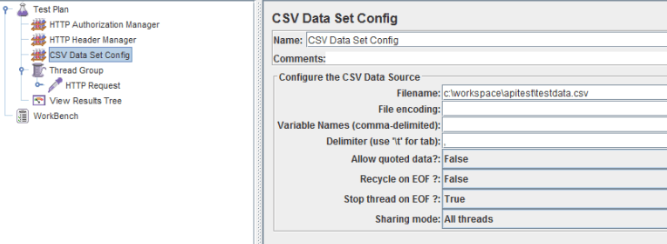 Test Plan
HTTP Authorization Manager
HTTP Header Manager
CSV Data Set Config
Thread Group
HTTP Request
View Results Tree
WorkBench
CSV Data Set Config
Name: CSV Data Set Config
Comments:
Configure the CSV Data Source
Filename: c:\workspace\apitest\testdata.csv
File encoding:
Variable Names (comma-delimited):
Delimiter (use '\t' for tab): ,
Allow quoted data?: False
Recycle on EOF ?: False
Stop thread on EOF ?: True
Sharing mode: All threads